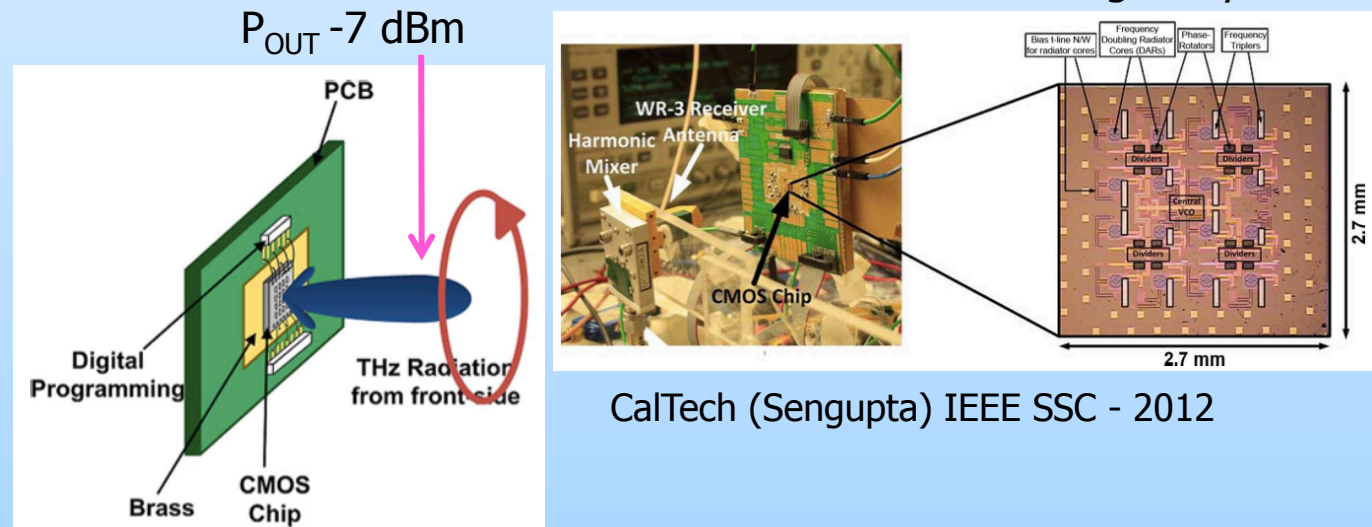 P_OUT -7 dBm
PCB
Digital
Programming
Brass
CMOS
Chip
THz Radiation
from front-side
WR-3 Receiver
Antenna
Harmonic
Mixer
CMOS Chip
Bias t-line N/W
for radiator cores
Frequency
Doubling Radiator
Cores (DARs)
Phase-
Rotators
Frequency
Triplers
Dividers
Dividers
Central
VCO
Dividers
Dividers
2.7 mm
2.7 mm
CalTech (Sengupta) IEEE SSC - 2012